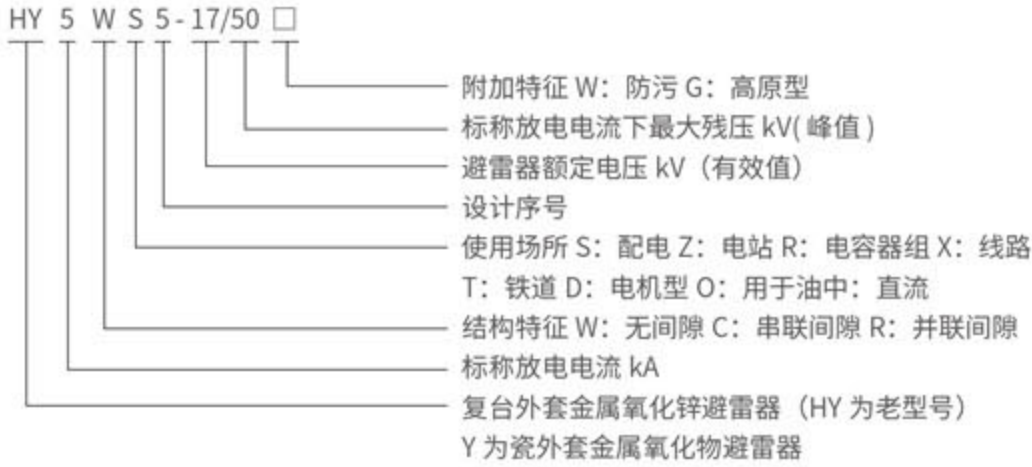 HY 5 W S 5-17/50 □
附加特征 W：防污 G：高原型
标称放电电流下最大残压 kV( 峰值 )
避雷器额定电压 kV（有效值）
设计序号
使用场所 S：配电 Z：电站 R：电容器组 X：线路
T：铁道 D：电机型 O：用于油中：直流
结构特征 W：无间隙 C：串联间隙 R：并联间隙
标称放电电流 kA
复台外套金属氧化锌避雷器（HY 为老型号）
Y 为瓷外套金属氧化物避雷器